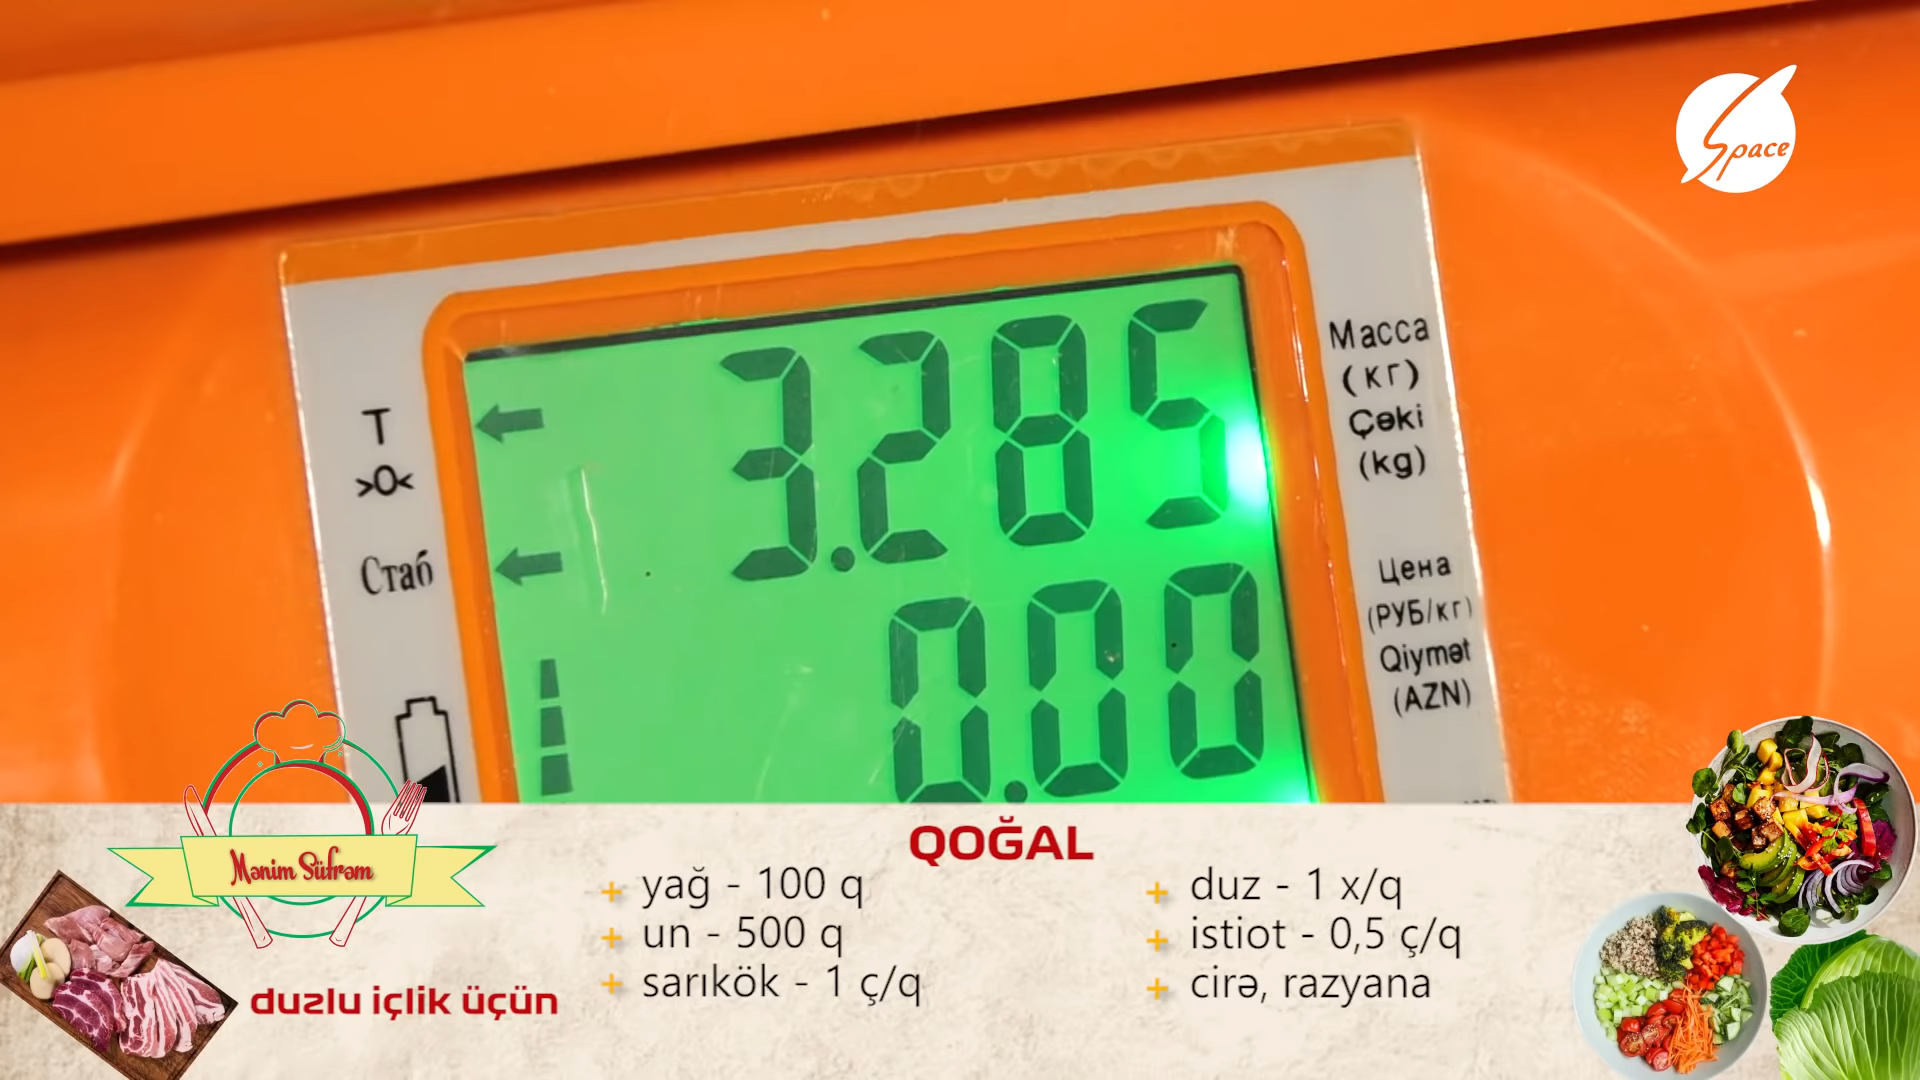 Space
3.285
0.00
T
>0<
Стаб
Масса
(кг)
Çəki
(kg)
Цена
(РУБ/кг)
Qiymət
(AZN)
Mənim Süfrəm
duzlu içlik üçün
QOĞAL
+ yağ - 100 q
+ un - 500 q
+ sarıkök - 1 ç/q
+ duz - 1 x/q
+ istiot - 0,5 ç/q
+ cirə, razyana